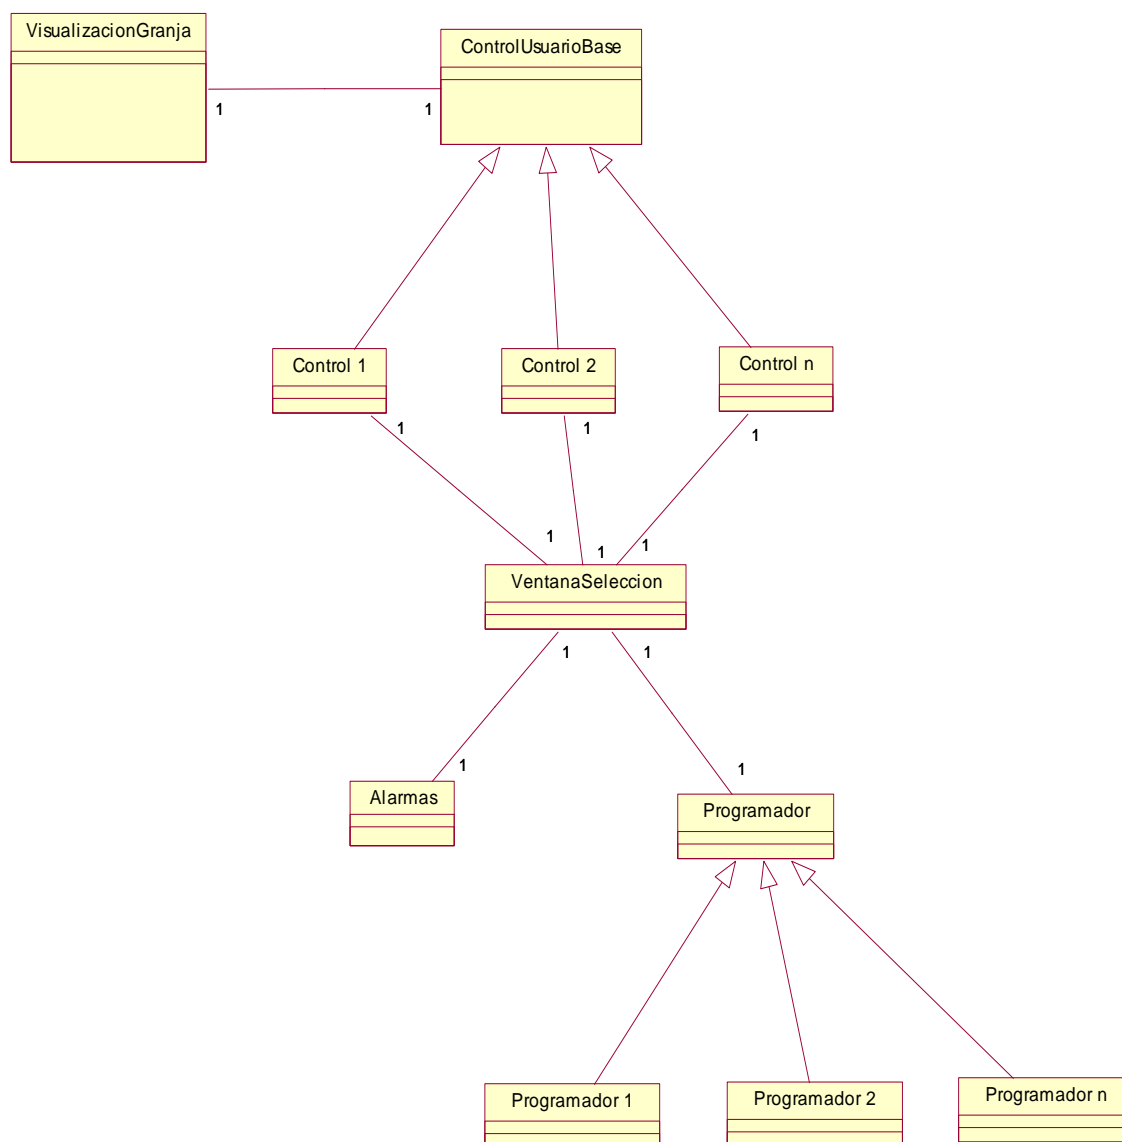 VisualizacionGranja
ControlUsuarioBase
1
1
Control 1
Control 2
Control n
1
1
1
1
1
1
VentanaSeleccion
1
1
1
1
Alarmas
Programador
Programador 1
Programador 2
Programador n